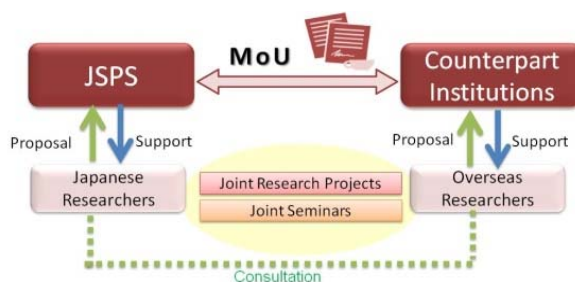 MoU
JSPS
Counterpart
Institutions
Proposal
Support
Proposal
Support
Japanese
Researchers
Joint Research Projects
Joint Seminars
Overseas
Researchers
Consultation